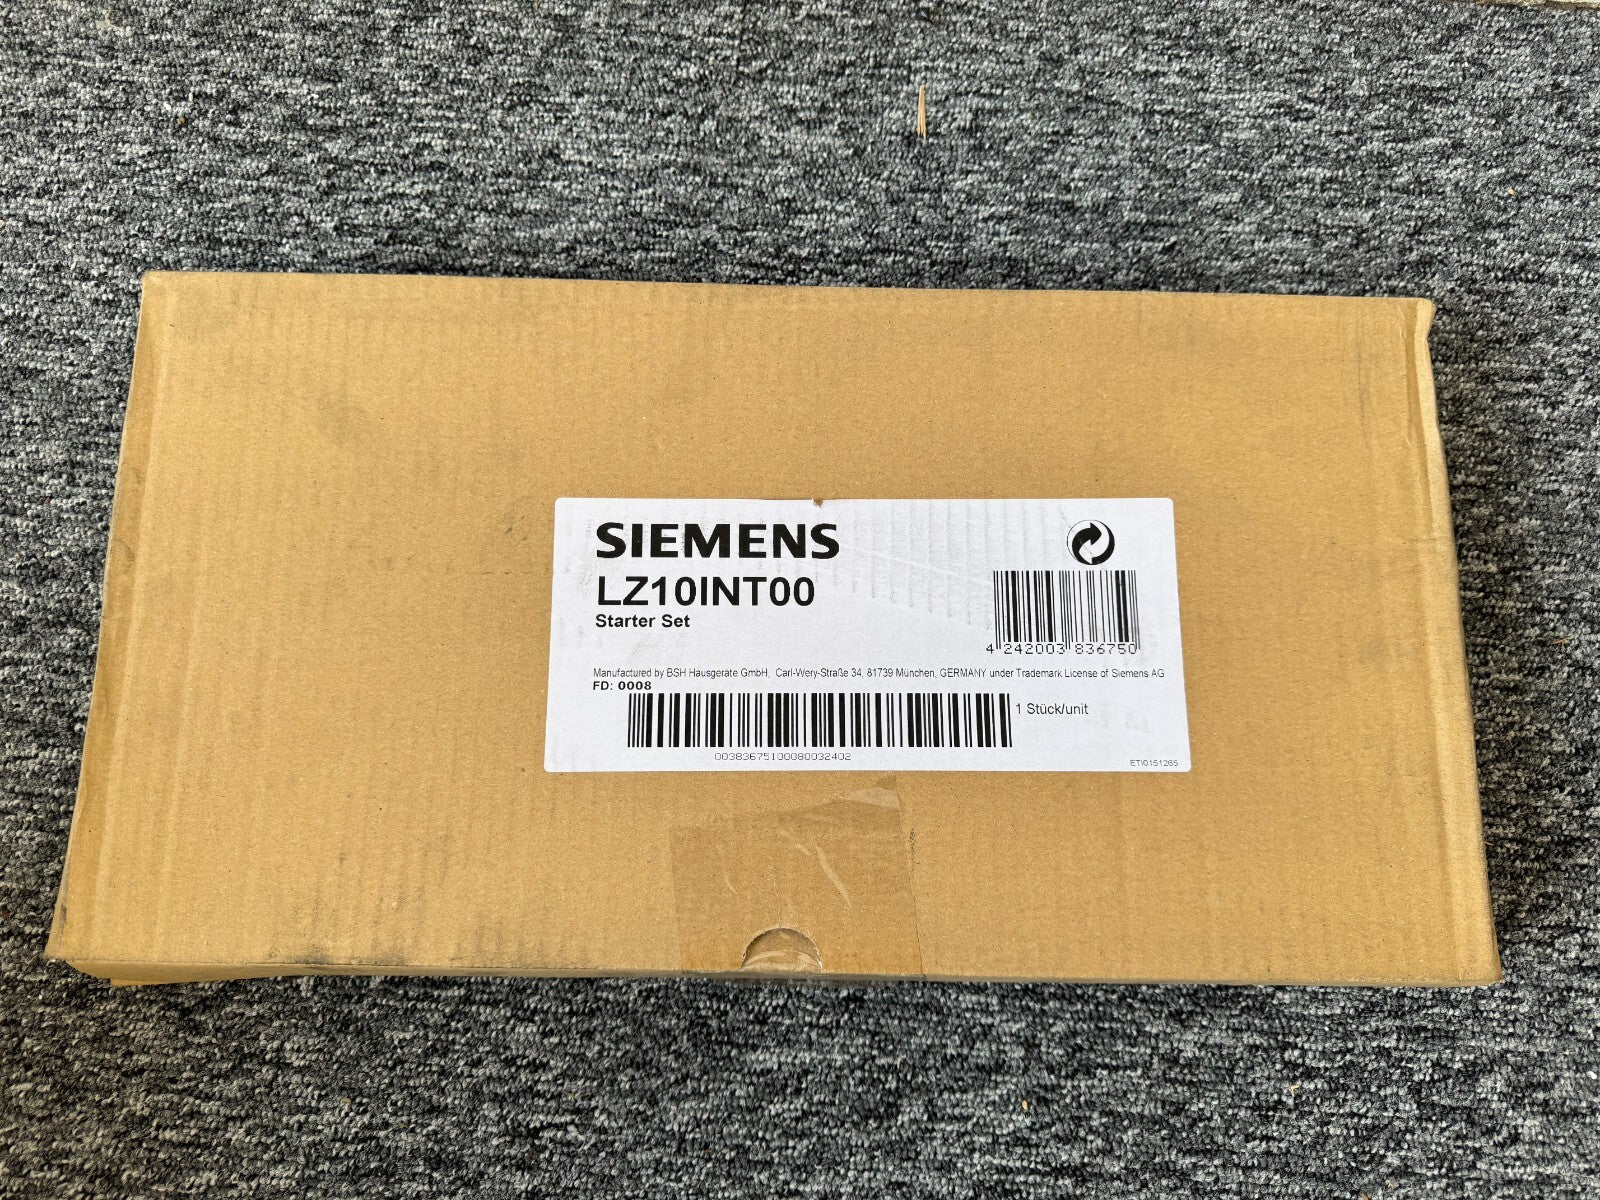 SIEMENS
LZ10INT00
Starter Set
4 242003 836750
Manufactured by BSH Hausgeräte GmbH, Carl-Wery-Straße 34, 81739 München, GERMANY under Trademark License of Siemens AG
FD: 0008
1 Stück/unit
00383675100080032402
ETI0151265